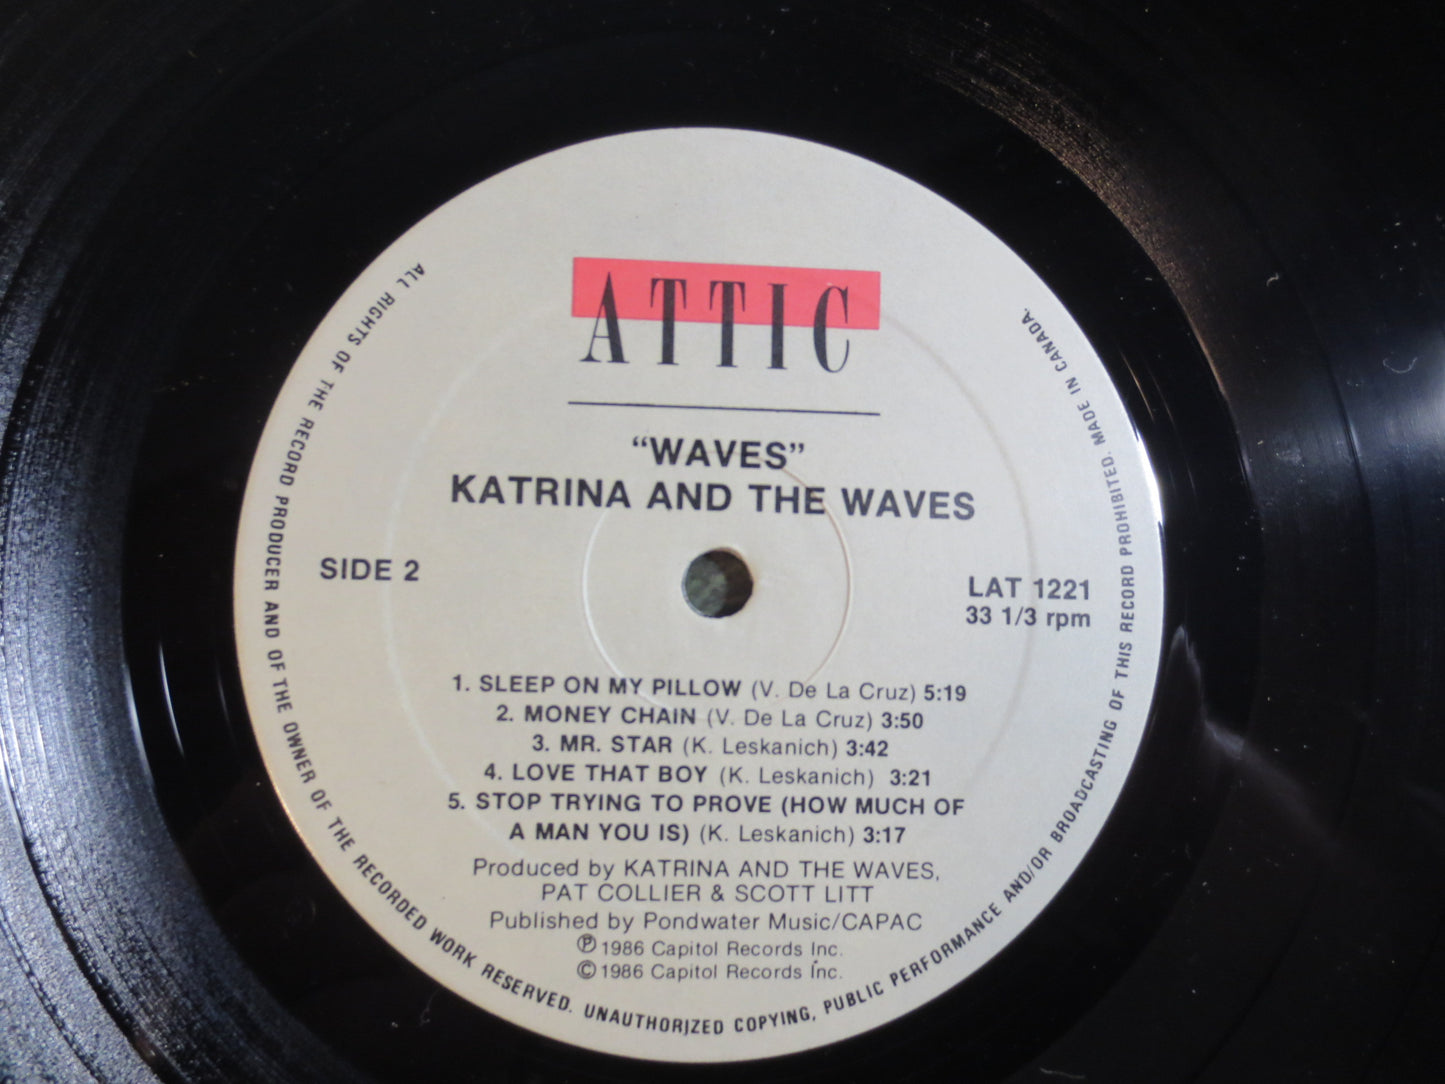 ATTIC
“WAVES”
KATRINA AND THE WAVES
SIDE 2
LAT 1221
33 1/3 rpm
1. SLEEP ON MY PILLOW (V. De La Cruz) 5:19
2. MONEY CHAIN (V. De La Cruz) 3:50
3. MR. STAR (K. Leskanich) 3:42
4. LOVE THAT BOY (K. Leskanich) 3:21
5. STOP TRYING TO PROVE (HOW MUCH OF
A MAN YOU IS) (K. Leskanich) 3:17
Produced by KATRINA AND THE WAVES,
PAT COLLIER & SCOTT LITT
Published by Pondwater Music/CAPAC
℗ 1986 Capitol Records Inc.
© 1986 Capitol Records Inc.
ALL RIGHTS OF THE RECORD PRODUCER AND OF THE OWNER OF THE RECORDED WORK RESERVED. UNAUTHORIZED COPYING, PUBLIC PERFORMANCE AND/OR BROADCASTING OF THIS RECORD PROHIBITED. MADE IN CANADA.